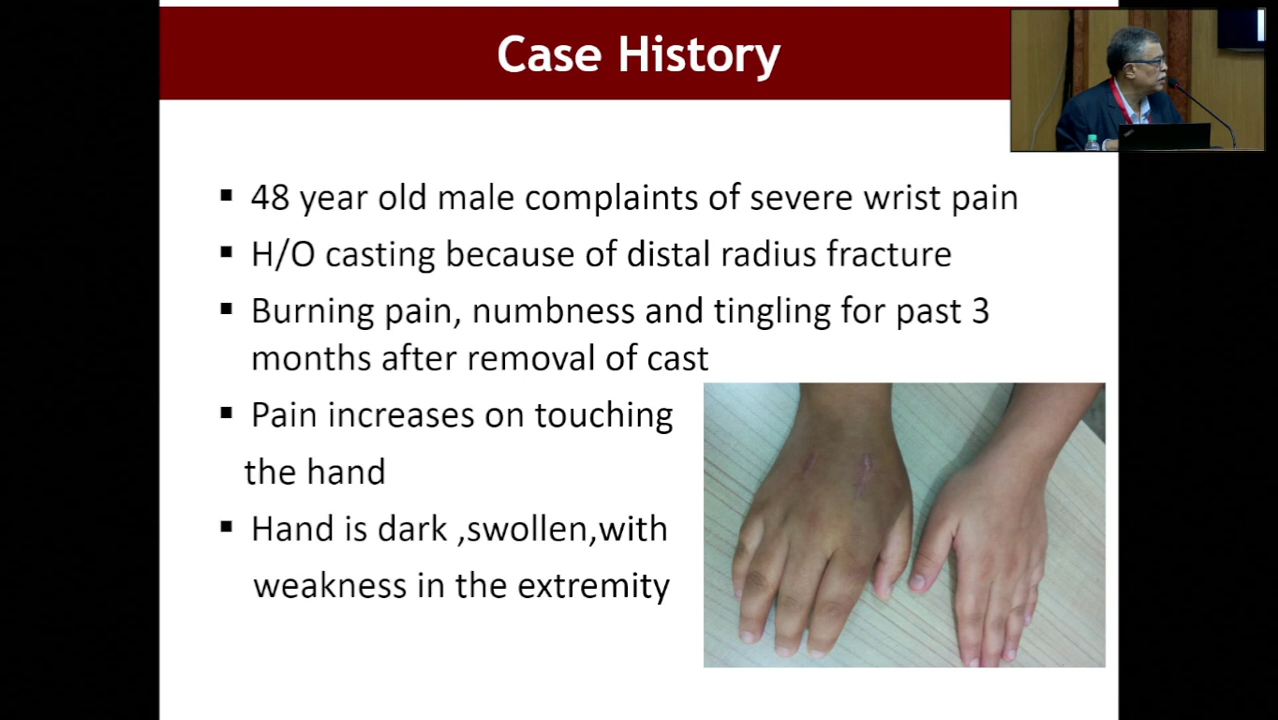 Case History
▪ 48 year old male complaints of severe wrist pain
▪ H/O casting because of distal radius fracture
▪ Burning pain, numbness and tingling for past 3
months after removal of cast
▪ Pain increases on touching
the hand
▪ Hand is dark ,swollen,with
weakness in the extremity